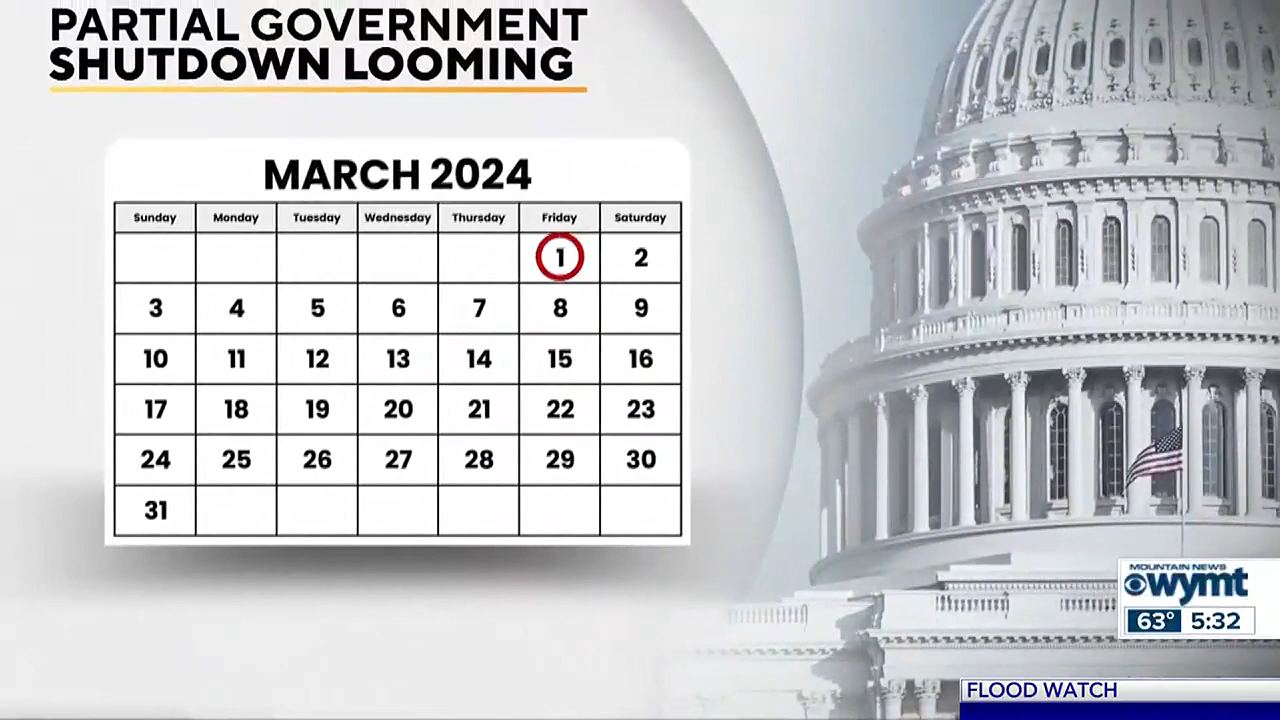 PARTIAL GOVERNMENT
SHUTDOWN LOOMING
MARCH 2024
Sunday Monday Tuesday Wednesday Thursday Friday Saturday
1 2
3 4 5 6 7 8 9
10 11 12 13 14 15 16
17 18 19 20 21 22 23
24 25 26 27 28 29 30
31
MOUNTAIN NEWS
wymt
63° 5:32
FLOOD WATCH